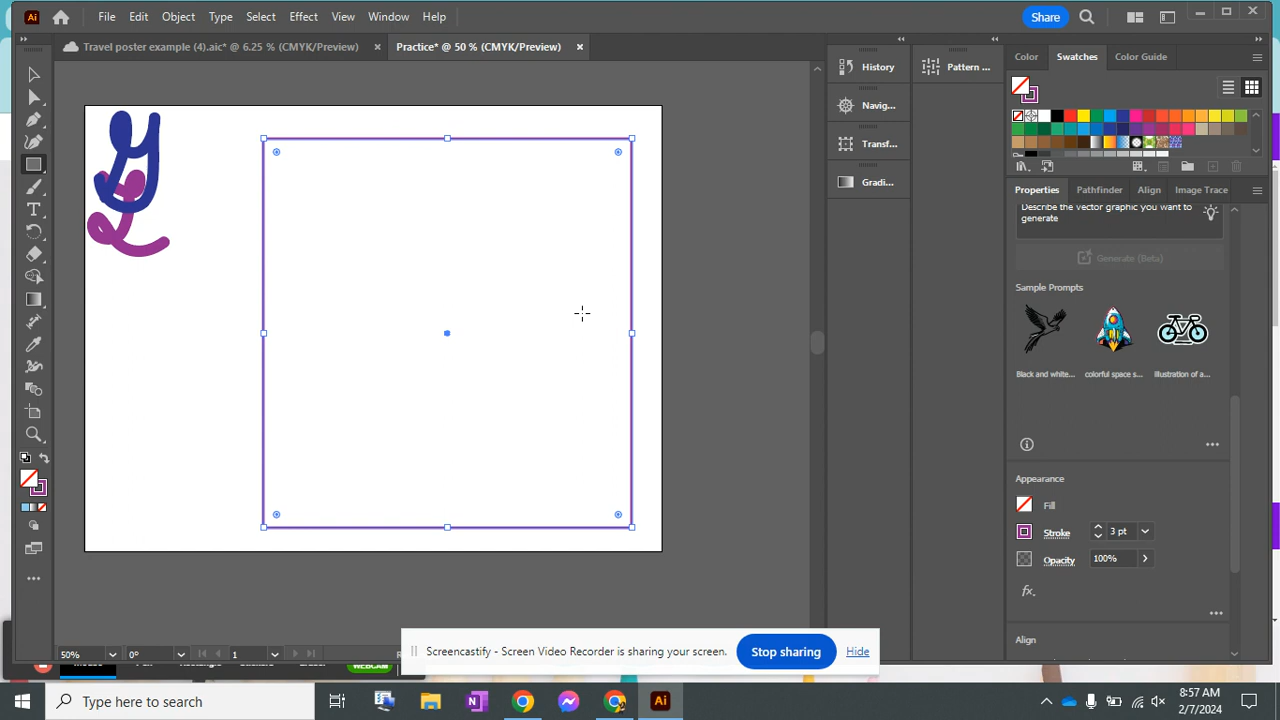 Ai File Edit Object Type Select Effect View Window Help Share
Travel poster example (4).aic* @ 6.25 % (CMYK/Preview) × Practice* @ 50 % (CMYK/Preview) ×
History Pattern ... Color Swatches Color Guide
Navig...
Transf...
Gradi...
Properties Pathfinder Align Image Trace
Describe the vector graphic you want to
generate
Generate (Beta)
Sample Prompts
Black and white... colorful space s... illustration of a...
Appearance
Fill
Stroke 3 pt
Opacity 100%
fx.
Align
50% 0° 1
Screencastify - Screen Video Recorder is sharing your screen. Stop sharing Hide
WEBCAM
Type here to search
8:57 AM
2/7/2024